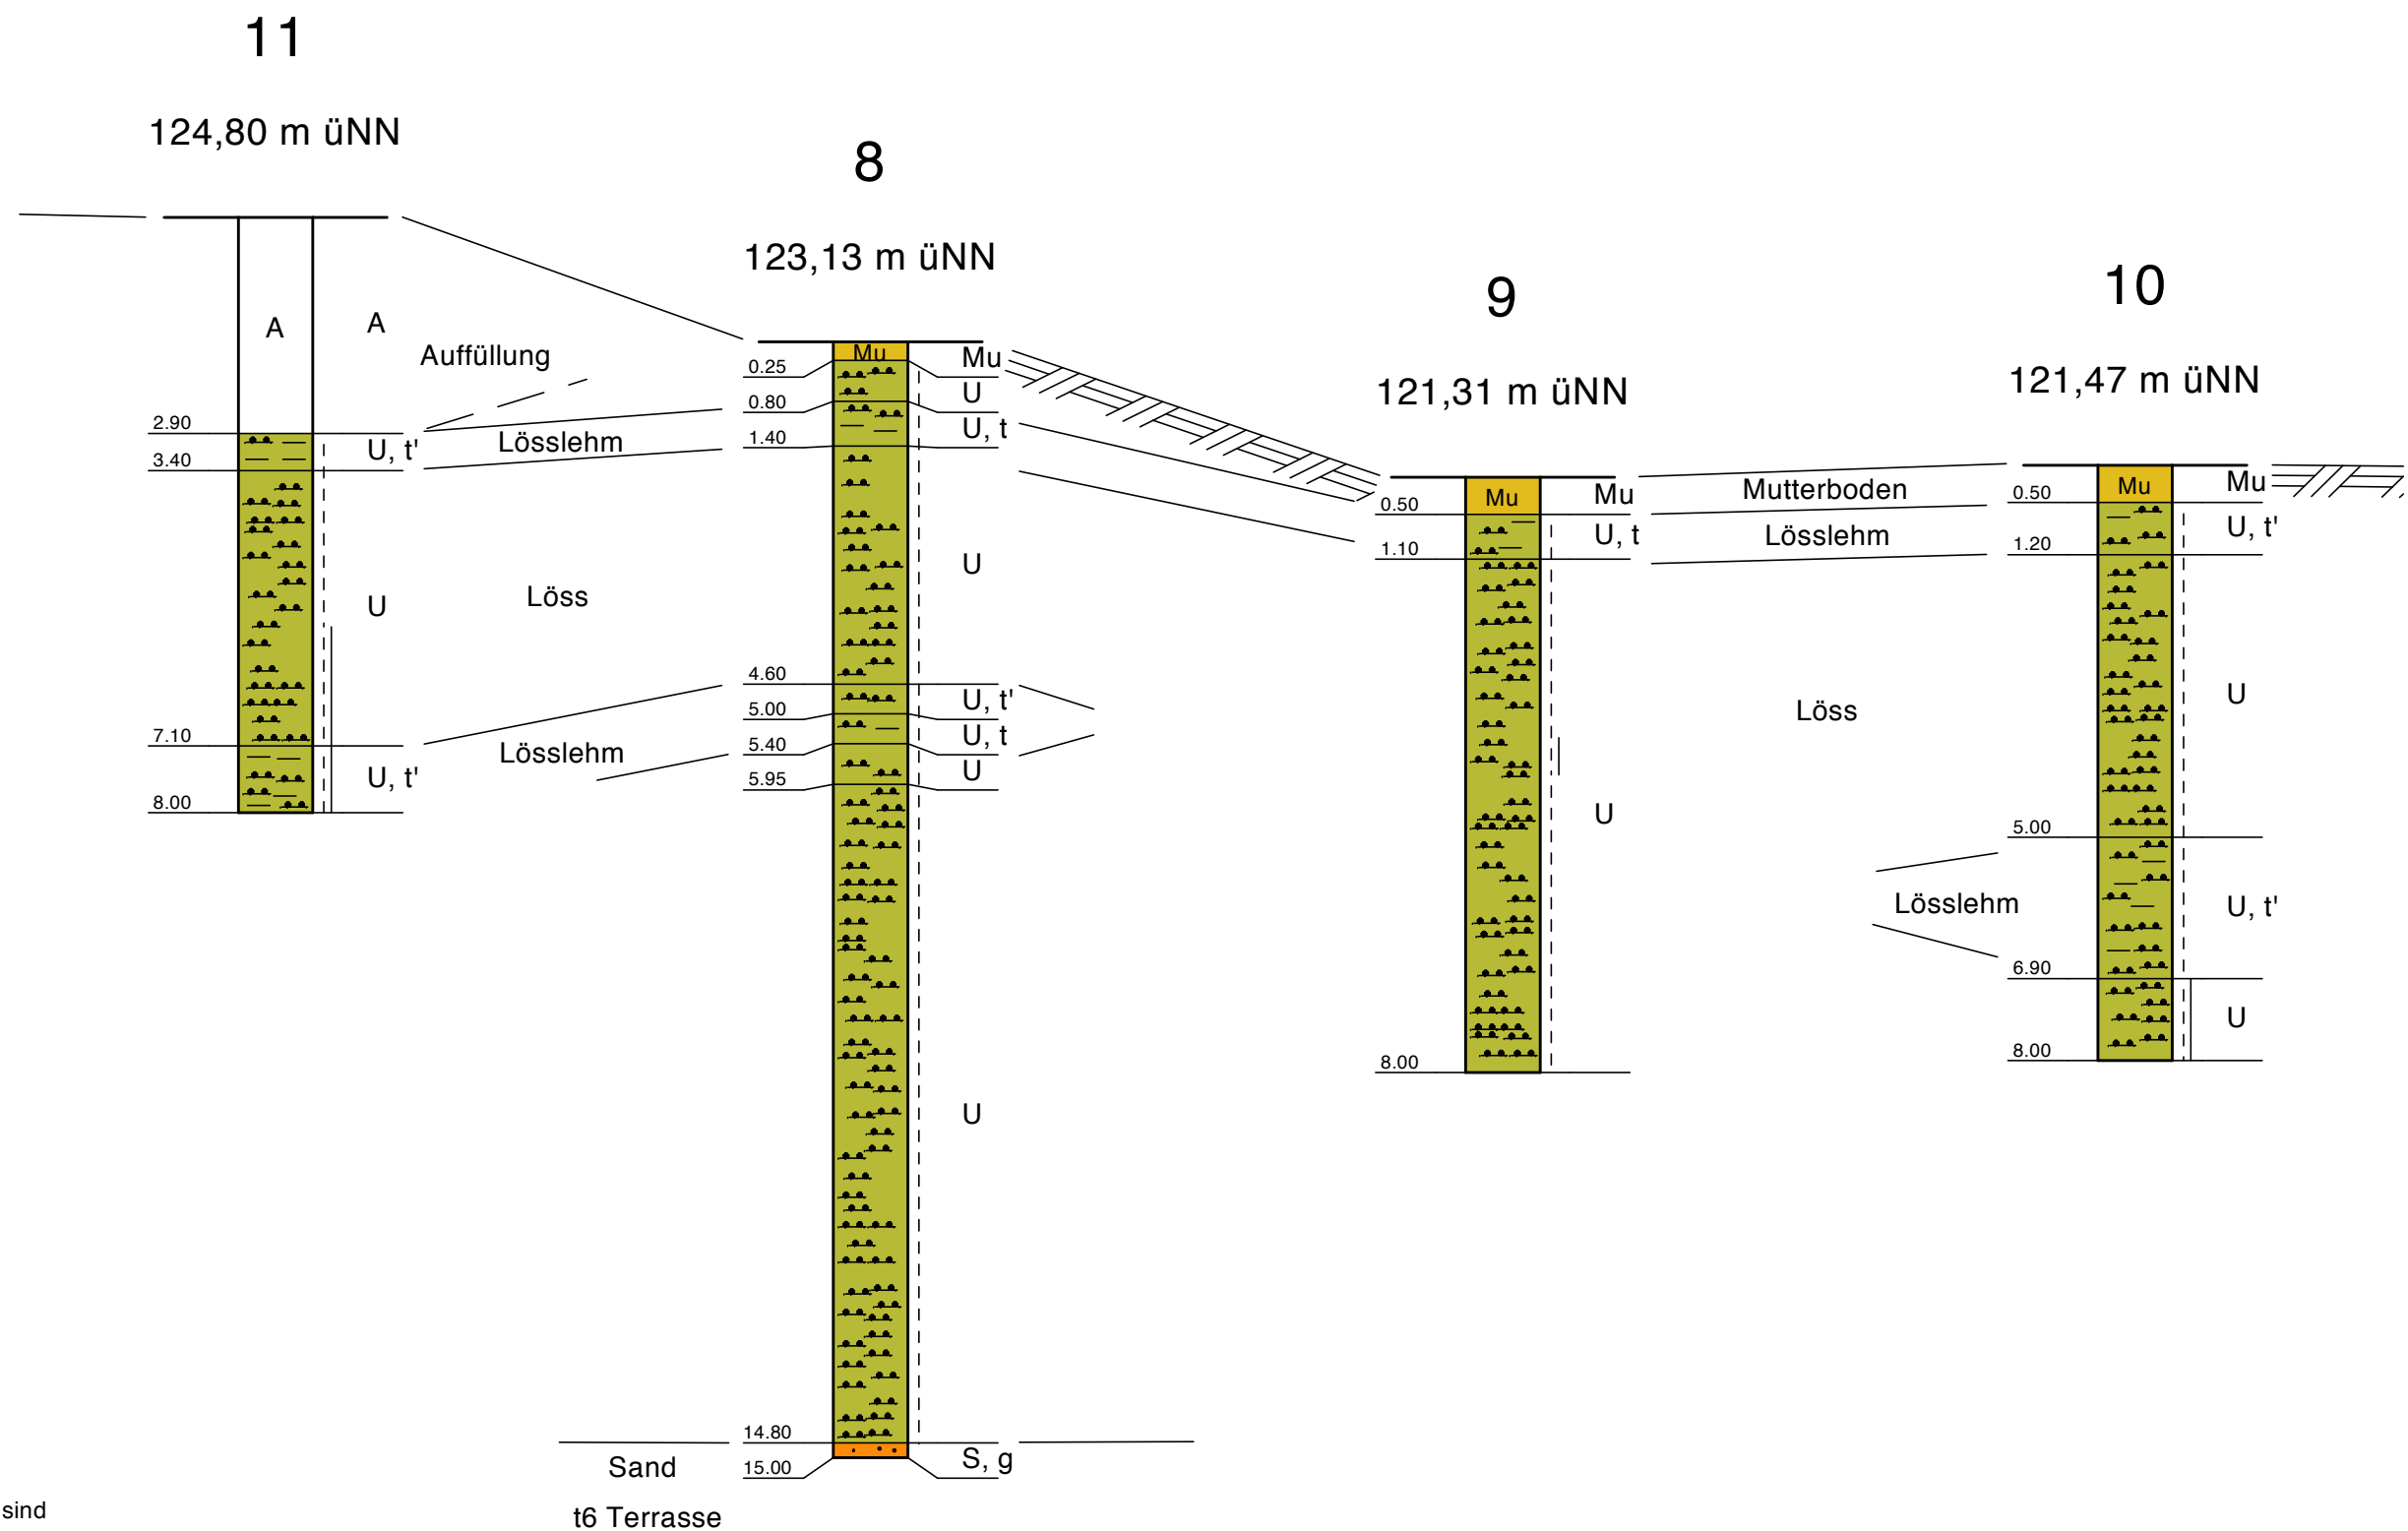 11
124,80 m üNN
A
A
2.90
U, t'
3.40
U
7.10
U, t'
8.00
Auffüllung
Lösslehm
Löss
Lösslehm
8
123,13 m üNN
Mu
Mu
0.25
U
0.80
U, t
1.40
U
4.60
U, t'
5.00
U, t
5.40
U
5.95
U
14.80
S, g
15.00
Sand
t6 Terrasse
9
121,31 m üNN
Mu
Mu
0.50
U, t
1.10
U
8.00
Mutterboden
Lösslehm
Löss
Lösslehm
10
121,47 m üNN
Mu
Mu
0.50
U, t'
1.20
U
5.00
U, t'
6.90
U
8.00
sind